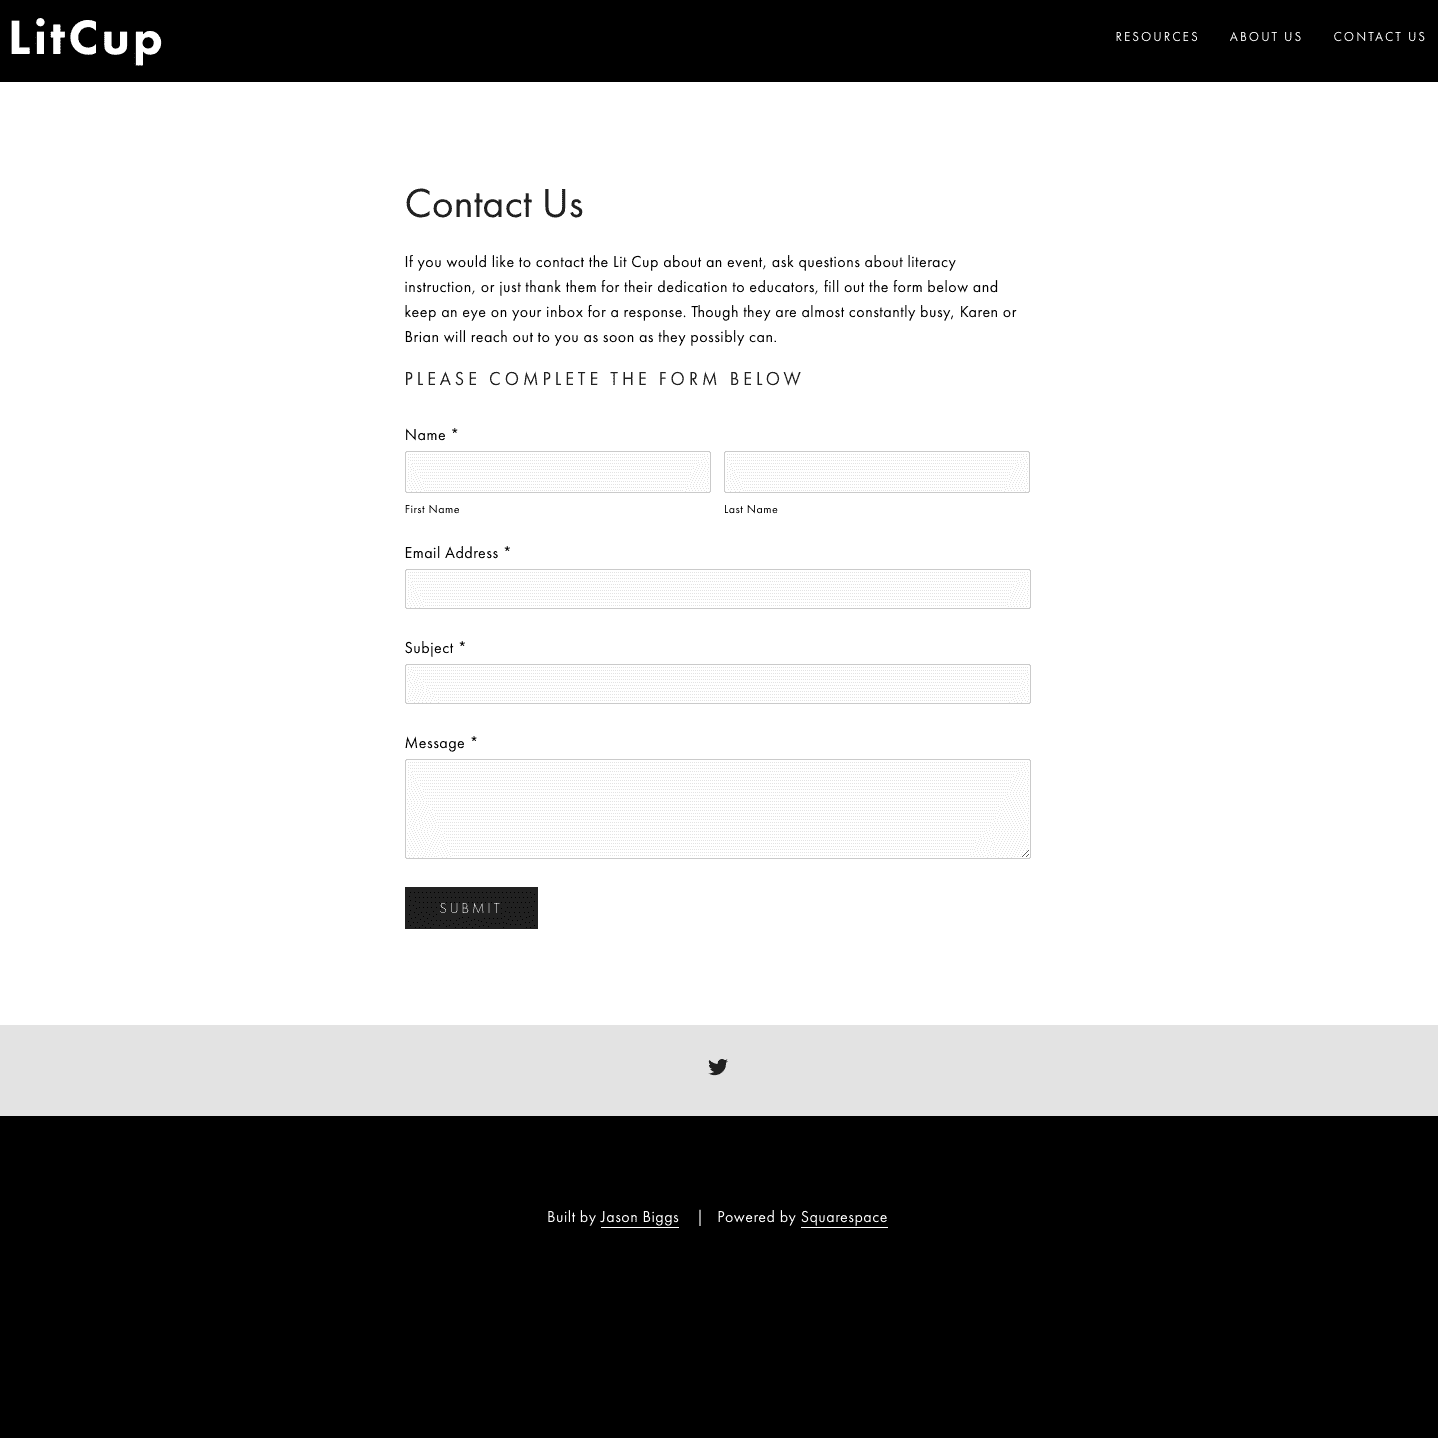 LitCup
RESOURCES ABOUT US CONTACT US
Contact Us
If you would like to contact the Lit Cup about an event, ask questions about literacy
instruction, or just thank them for their dedication to educators, fill out the form below and
keep an eye on your inbox for a response. Though they are almost constantly busy, Karen or
Brian will reach out to you as soon as they possibly can.
PLEASE COMPLETE THE FORM BELOW
Name *
First Name Last Name
Email Address *
Subject *
Message *
SUBMIT
Built by Jason Biggs | Powered by Squarespace